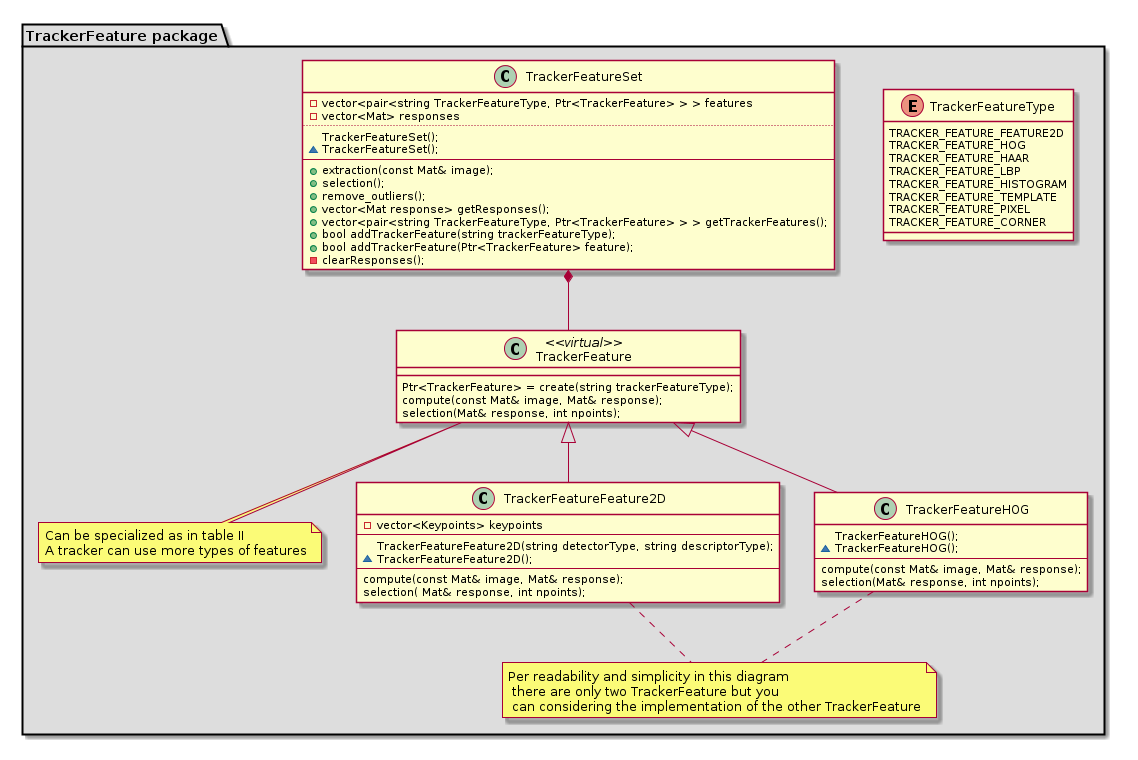 TrackerFeature package
C TrackerFeatureSet
vector<pair<string TrackerFeatureType, Ptr<TrackerFeature> > > features
vector<Mat> responses
TrackerFeatureSet();
TrackerFeatureSet();
extraction(const Mat& image);
selection();
remove_outliers();
vector<Mat response> getResponses();
vector<pair<string TrackerFeatureType, Ptr<TrackerFeature> > > getTrackerFeatures();
bool addTrackerFeature(string trackerFeatureType);
bool addTrackerFeature(Ptr<TrackerFeature> feature);
clearResponses();
E TrackerFeatureType
TRACKER_FEATURE_FEATURE2D
TRACKER_FEATURE_HOG
TRACKER_FEATURE_HAAR
TRACKER_FEATURE_LBP
TRACKER_FEATURE_HISTOGRAM
TRACKER_FEATURE_TEMPLATE
TRACKER_FEATURE_PIXEL
TRACKER_FEATURE_CORNER
<<virtual>>
C TrackerFeature
Ptr<TrackerFeature> = create(string trackerFeatureType);
compute(const Mat& image, Mat& response);
selection(Mat& response, int npoints);
Can be specialized as in table II
A tracker can use more types of features
C TrackerFeatureFeature2D
vector<Keypoints> keypoints
TrackerFeatureFeature2D(string detectorType, string descriptorType);
TrackerFeatureFeature2D();
compute(const Mat& image, Mat& response);
selection( Mat& response, int npoints);
C TrackerFeatureHOG
TrackerFeatureHOG();
TrackerFeatureHOG();
compute(const Mat& image, Mat& response);
selection(Mat& response, int npoints);
Per readability and simplicity in this diagram
there are only two TrackerFeature but you
can considering the implementation of the other TrackerFeature